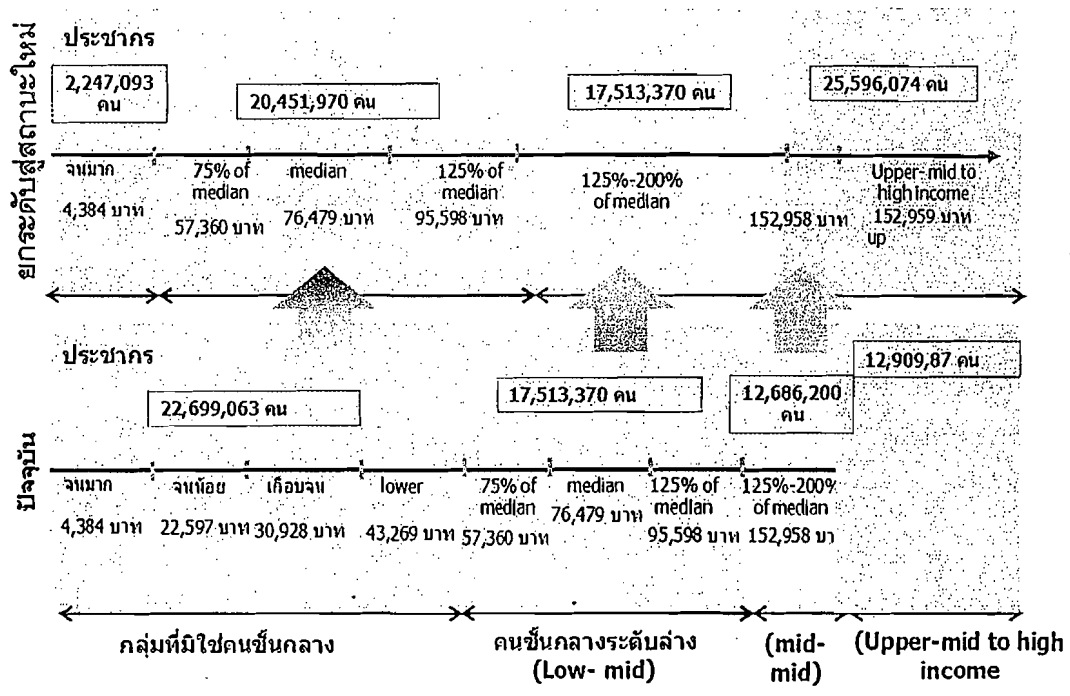 ยกระดับสู่สถานะใหม่
ประชากร
2,247,093
คน
20,451,970 คน
17,513,370 คน
25,596,074 คน
จนมาก
4,384 บาท
75% of
median
57,360 บาท
median
76,479 บาท
125% of
median
95,598 บาท
125%-200%
of median
152,958 บาท
Upper- mid to
high income
152,959 บาท
up
ปัจจุบัน
ประชากร
22,699,063 คน
17,513,370 คน
12,686,200
คน
12,909,87 คน
จนมาก
4,384 บาท
จนน้อย
22,597 บาท
เกือบจน
30,928 บาท
lower
43,269 บาท
75% of
median
57,360 บาท
median
76,479 บาท
125% of
median
95,598 บาท
125%-200%
of median
152,958 บา
กลุ่มที่มิใช่คนชั้นกลาง
คนชั้นกลางระดับล่าง
(Low- mid)
(mid-
mid)
(Upper-mid to high
income